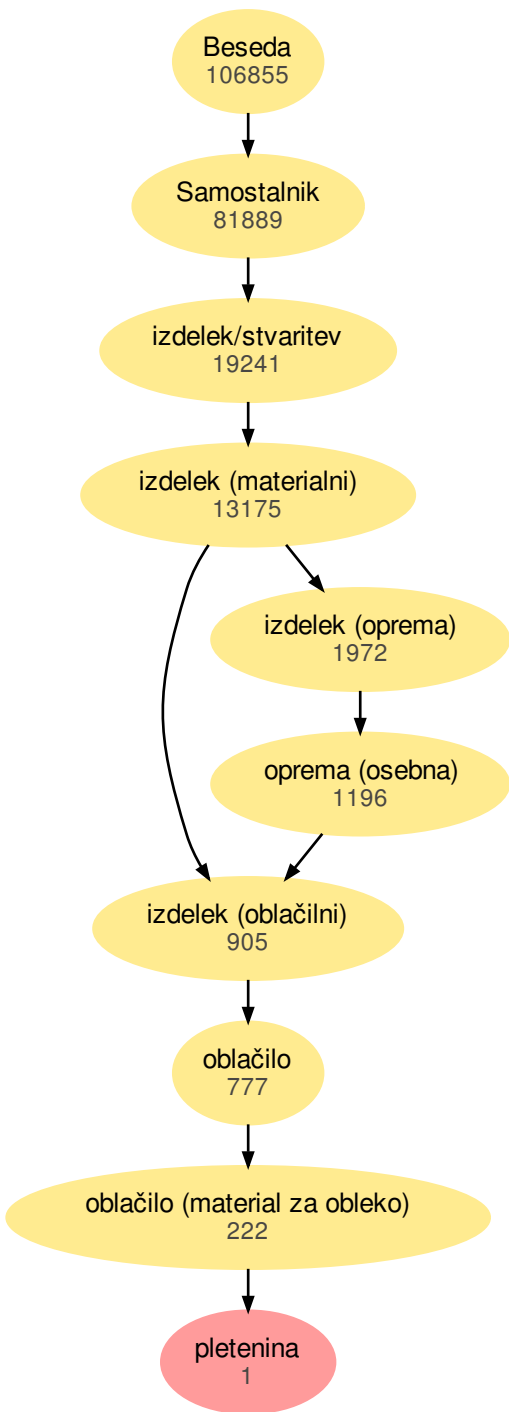 Beseda
106855
Samostalnik
81889
izdelek/stvaritev
19241
izdelek (materialni)
13175
izdelek (oprema)
1972
oprema (osebna)
1196
izdelek (oblačilni)
905
oblačilo
777
oblačilo (material za obleko)
222
pletenina
1